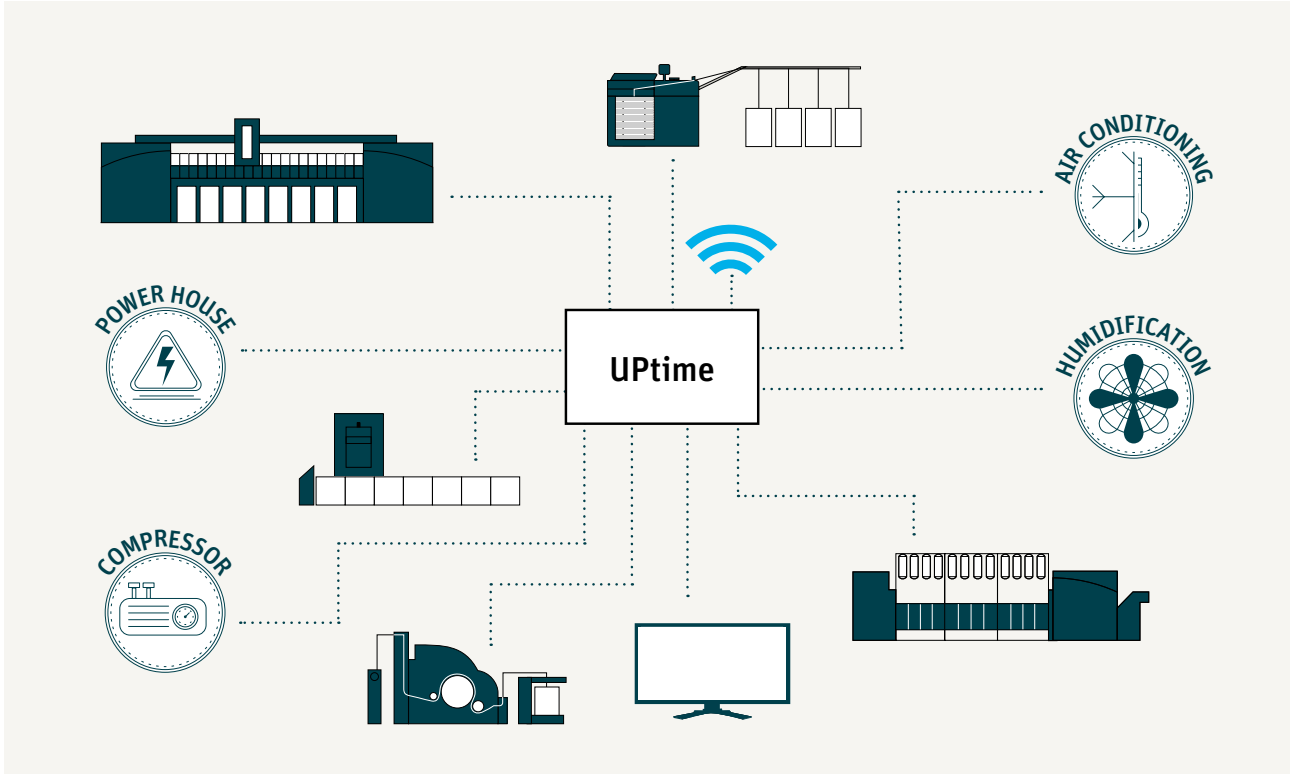 AIR CONDITIONING
POWER HOUSE
HUMIDIFICATION
UPtime
COMPRESSOR